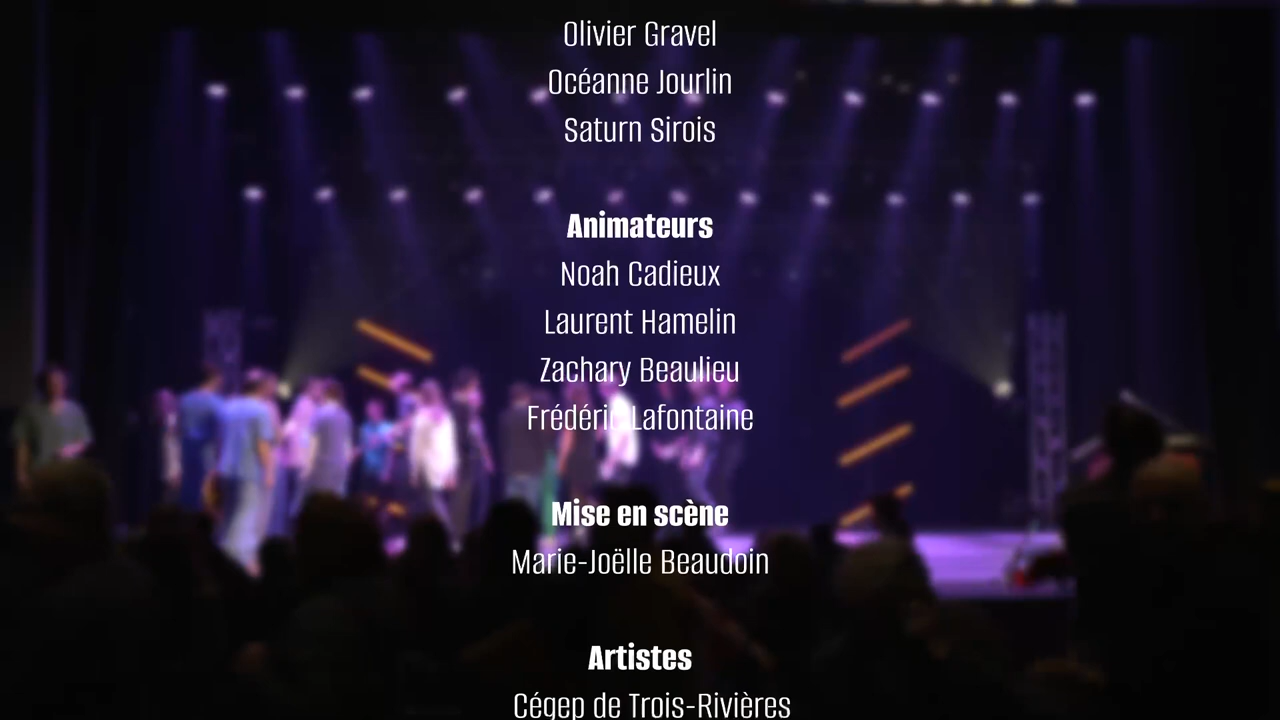 Olivier Gravel
Océanne Jourlin
Saturn Sirois
Animateurs
Noah Cadieux
Laurent Hamelin
Zachary Beaulieu
Frédéric Lafontaine
Mise en scène
Marie-Joëlle Beaudoin
Artistes
Cégep de Trois-Rivières